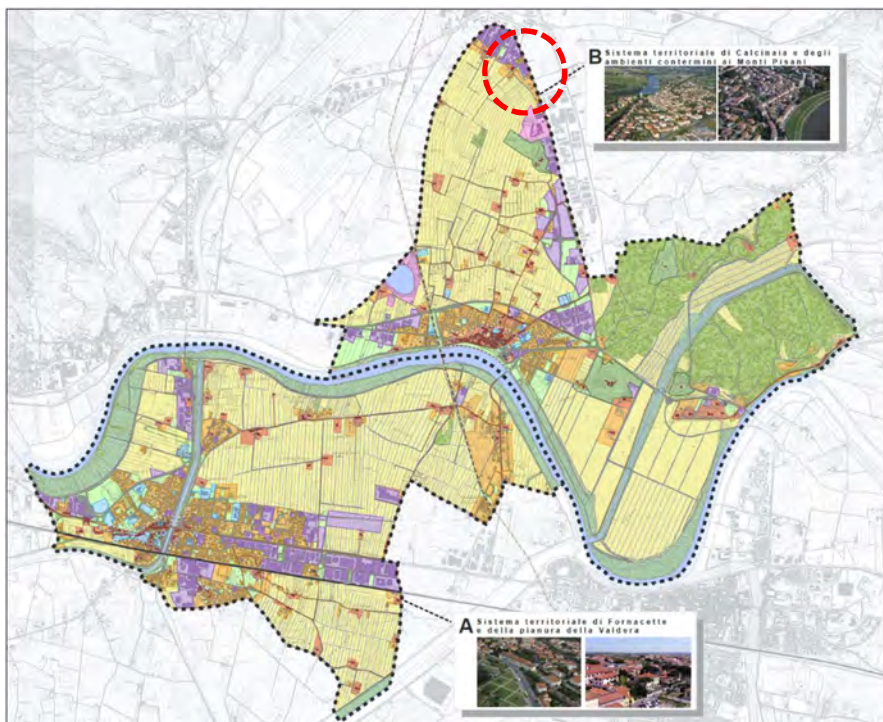 B Sistema territoriale di Calcinaia e degli
ambienti contermini ai Monti Pisani
A Sistema territoriale di Fornacette
e della pianura della Valdera